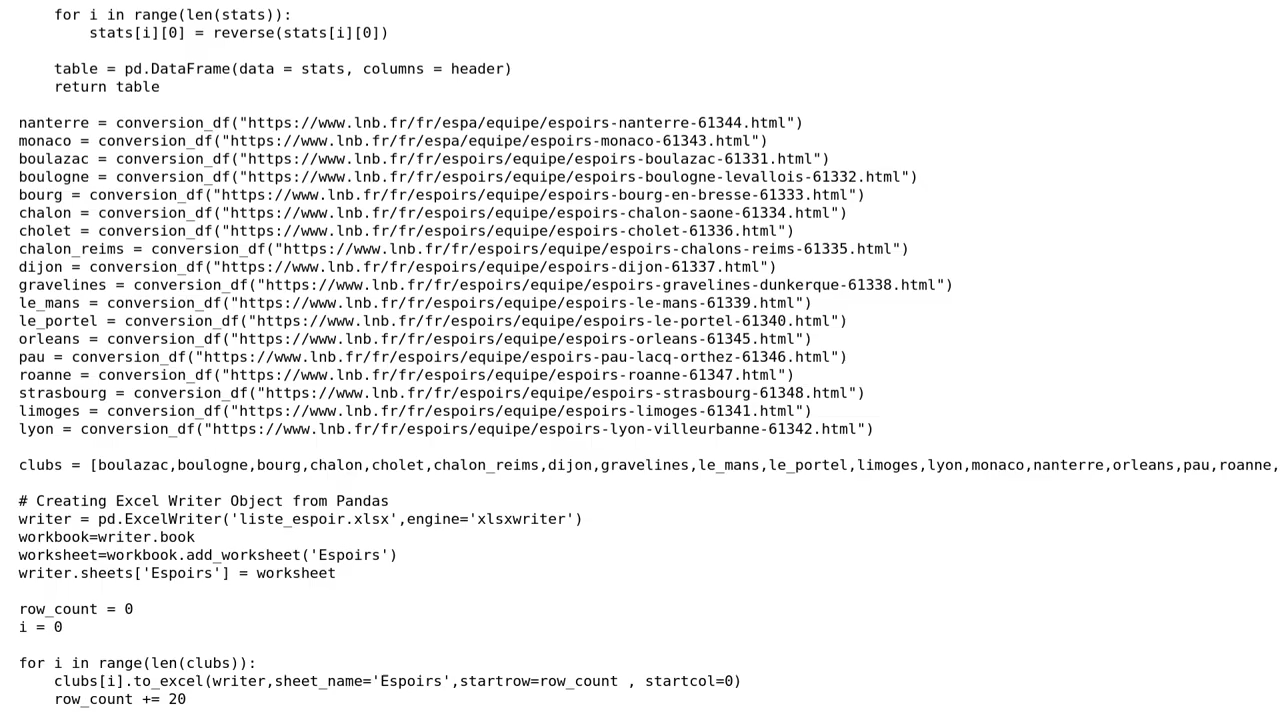 for i in range(len(stats)):
stats[i][0] = reverse(stats[i][0])
table = pd.DataFrame(data = stats, columns = header)
return table
nanterre = conversion_df("https://www.lnb.fr/fr/espa/equipe/espoirs-nanterre-61344.html")
monaco = conversion_df("https://www.lnb.fr/fr/espa/equipe/espoirs-monaco-61343.html")
boulazac = conversion_df("https://www.lnb.fr/fr/espoirs/equipe/espoirs-boulazac-61331.html")
boulogne = conversion_df("https://www.lnb.fr/fr/espoirs/equipe/espoirs-boulogne-levallois-61332.html")
bourg = conversion_df("https://www.lnb.fr/fr/espoirs/equipe/espoirs-bourg-en-bresse-61333.html")
chalon = conversion_df("https://www.lnb.fr/fr/espoirs/equipe/espoirs-chalon-saone-61334.html")
cholet = conversion_df("https://www.lnb.fr/fr/espoirs/equipe/espoirs-cholet-61336.html")
chalon_reims = conversion_df("https://www.lnb.fr/fr/espoirs/equipe/espoirs-chalons-reims-61335.html")
dijon = conversion_df("https://www.lnb.fr/fr/espoirs/equipe/espoirs-dijon-61337.html")
gravelines = conversion_df("https://www.lnb.fr/fr/espoirs/equipe/espoirs-gravelines-dunkerque-61338.html")
le_mans = conversion_df("https://www.lnb.fr/fr/espoirs/equipe/espoirs-le-mans-61339.html")
le_portel = conversion_df("https://www.lnb.fr/fr/espoirs/equipe/espoirs-le-portel-61340.html")
orleans = conversion_df("https://www.lnb.fr/fr/espoirs/equipe/espoirs-orleans-61345.html")
pau = conversion_df("https://www.lnb.fr/fr/espoirs/equipe/espoirs-pau-lacq-orthez-61346.html")
roanne = conversion_df("https://www.lnb.fr/fr/espoirs/equipe/espoirs-roanne-61347.html")
strasbourg = conversion_df("https://www.lnb.fr/fr/espoirs/equipe/espoirs-strasbourg-61348.html")
limoges = conversion_df("https://www.lnb.fr/fr/espoirs/equipe/espoirs-limoges-61341.html")
lyon = conversion_df("https://www.lnb.fr/fr/espoirs/equipe/espoirs-lyon-villeurbanne-61342.html")
clubs = [boulazac,boulogne,bourg,chalon,cholet,chalon_reims,dijon,gravelines,le_mans,le_portel,limoges,lyon,monaco,nanterre,orleans,pau,roanne,
# Creating Excel Writer Object from Pandas
writer = pd.ExcelWriter('liste_espoir.xlsx',engine='xlsxwriter')
workbook=writer.book
worksheet=workbook.add_worksheet('Espoirs')
writer.sheets['Espoirs'] = worksheet
row_count = 0
i = 0
for i in range(len(clubs)):
clubs[i].to_excel(writer,sheet_name='Espoirs',startrow=row_count , startcol=0)
row_count += 20